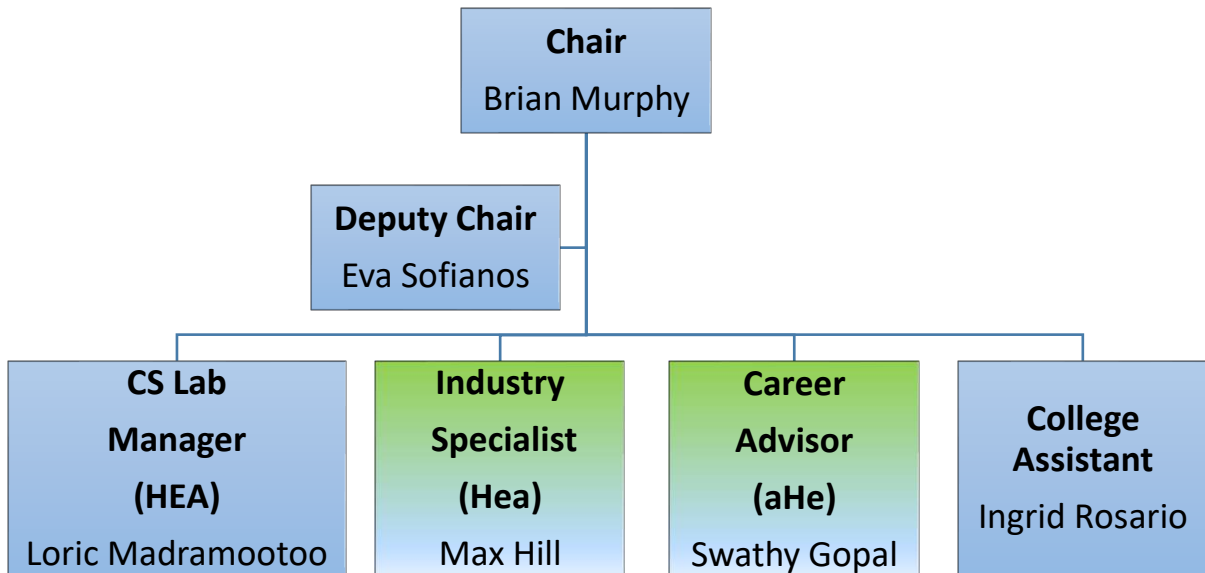 Chair
Brian Murphy
Deputy Chair
Eva Sofianos
CS Lab
Manager
(HEA)
Loric Madramootoo
Industry
Specialist
(Hea)
Max Hill
Career
Advisor
(aHe)
Swathy Gopal
College
Assistant
Ingrid Rosario